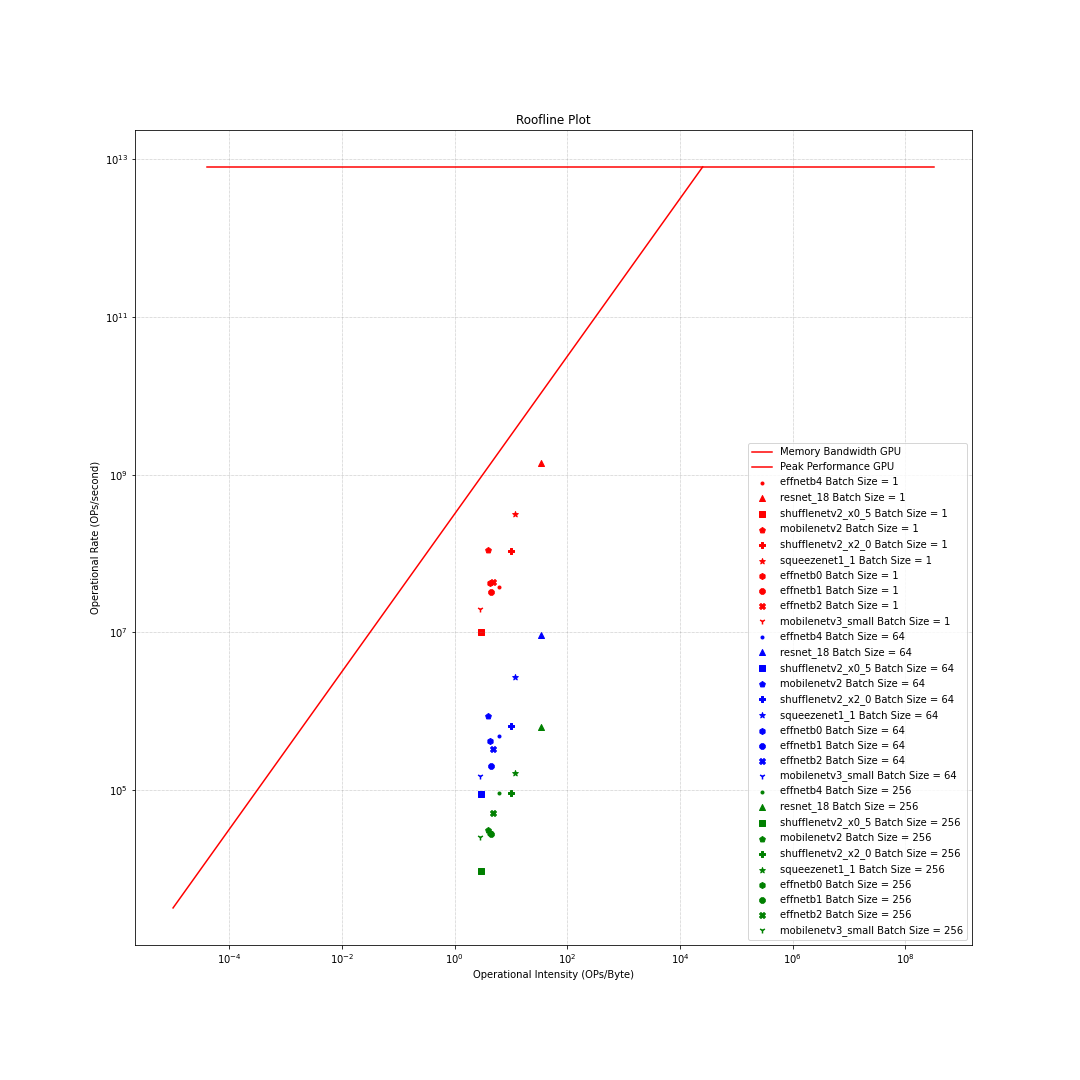 Roofline Plot
10^13
10^11
10^9
10^7
10^5
Operational Rate (OPs/second)
Memory Bandwidth GPU
Peak Performance GPU
effnetb4 Batch Size = 1
resnet_18 Batch Size = 1
shufflenetv2_x0_5 Batch Size = 1
mobilenetv2 Batch Size = 1
shufflenetv2_x2_0 Batch Size = 1
squeezenet1_1 Batch Size = 1
effnetb0 Batch Size = 1
effnetb1 Batch Size = 1
effnetb2 Batch Size = 1
mobilenetv3_small Batch Size = 1
effnetb4 Batch Size = 64
resnet_18 Batch Size = 64
shufflenetv2_x0_5 Batch Size = 64
mobilenetv2 Batch Size = 64
shufflenetv2_x2_0 Batch Size = 64
squeezenet1_1 Batch Size = 64
effnetb0 Batch Size = 64
effnetb1 Batch Size = 64
effnetb2 Batch Size = 64
mobilenetv3_small Batch Size = 64
effnetb4 Batch Size = 256
resnet_18 Batch Size = 256
shufflenetv2_x0_5 Batch Size = 256
mobilenetv2 Batch Size = 256
shufflenetv2_x2_0 Batch Size = 256
squeezenet1_1 Batch Size = 256
effnetb0 Batch Size = 256
effnetb1 Batch Size = 256
effnetb2 Batch Size = 256
mobilenetv3_small Batch Size = 256
10^−4 10^−2 10^0 10^2 10^4 10^6 10^8
Operational Intensity (OPs/Byte)